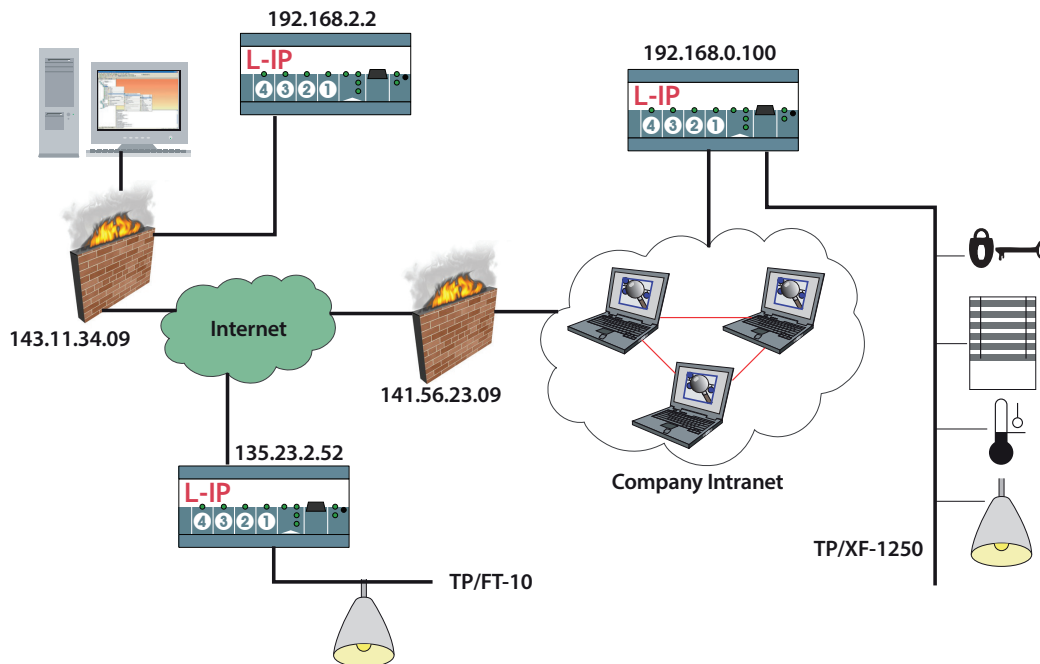 192.168.2.2
L-IP
4 3 2 1
192.168.0.100
L-IP
4 3 2 1
143.11.34.09
Internet
141.56.23.09
135.23.2.52
L-IP
4 3 2 1
Company Intranet
TP/XF-1250
TP/FT-10